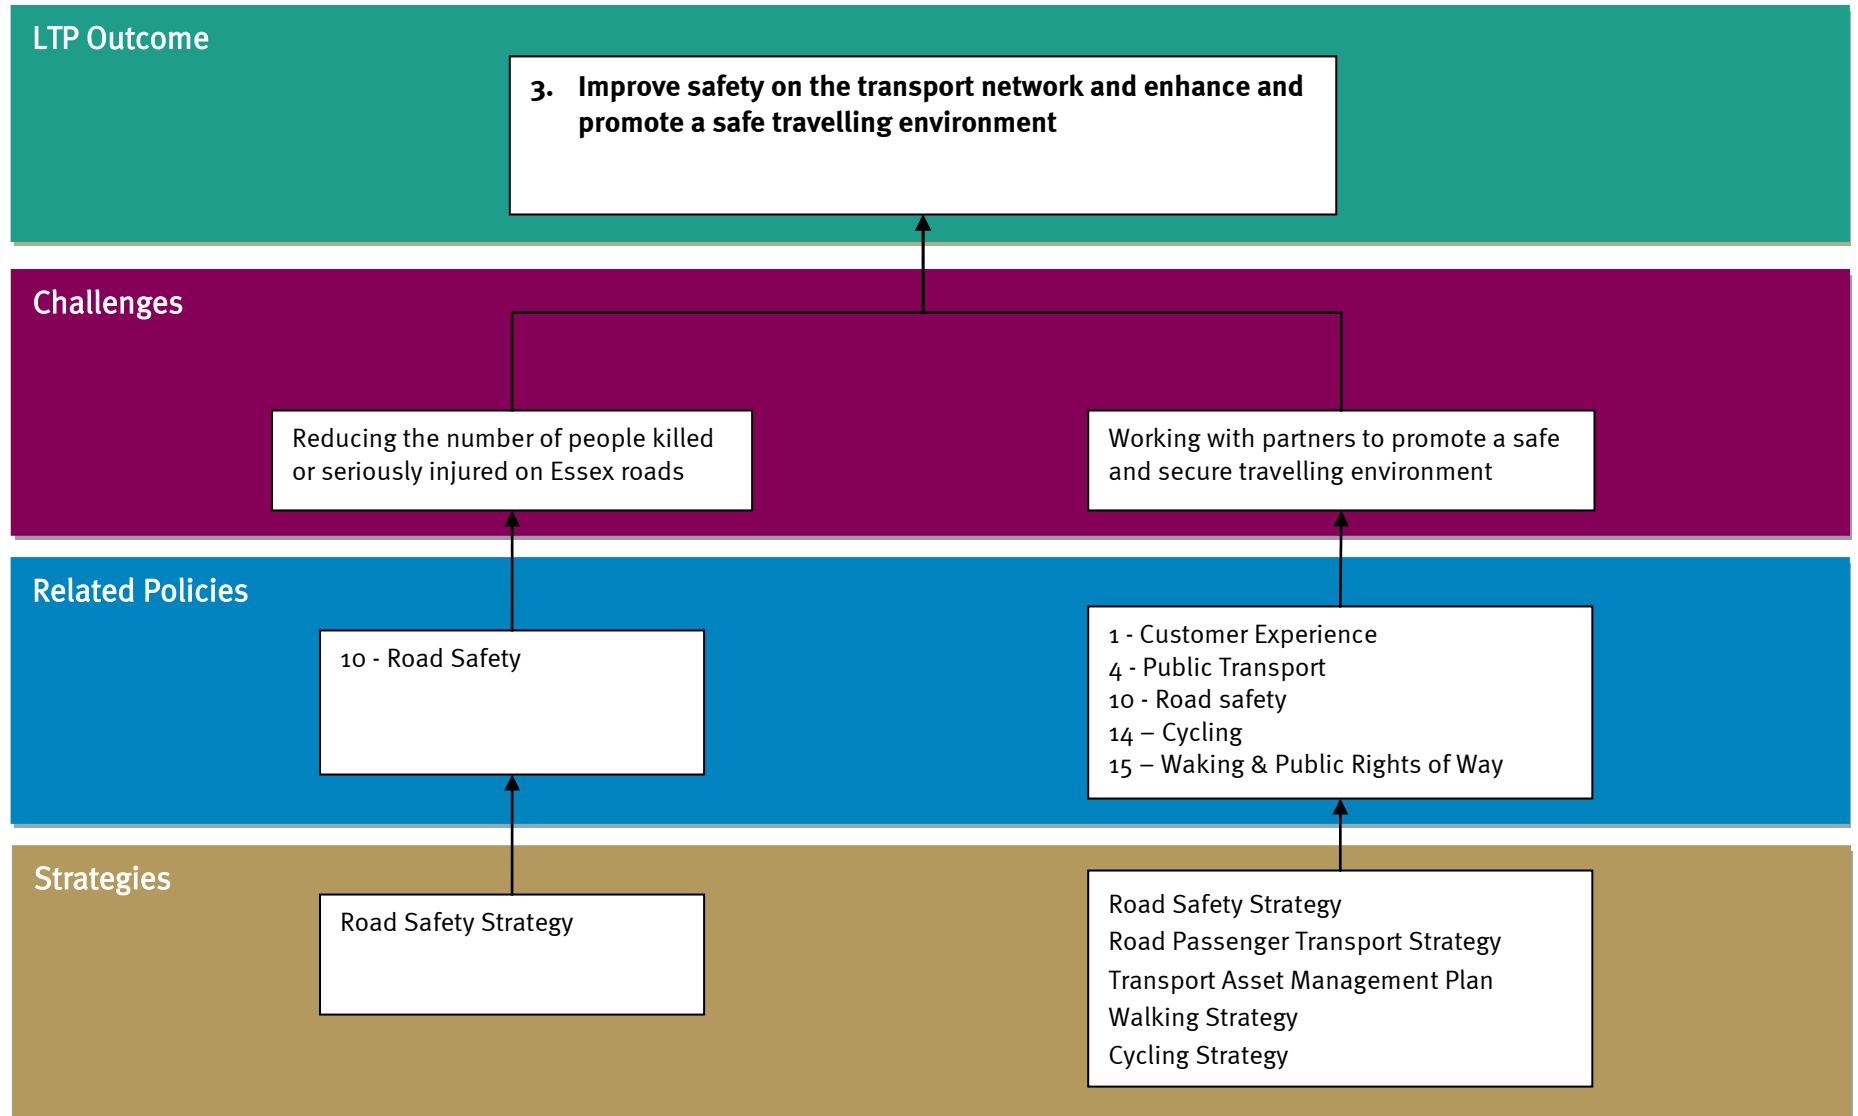 LTP Outcome
3. Improve safety on the transport network and enhance and
promote a safe travelling environment
Challenges
Reducing the number of people killed
or seriously injured on Essex roads
Working with partners to promote a safe
and secure travelling environment
Related Policies
10 - Road Safety
1 - Customer Experience
4 - Public Transport
10 - Road safety
14 – Cycling
15 – Waking & Public Rights of Way
Strategies
Road Safety Strategy
Road Safety Strategy
Road Passenger Transport Strategy
Transport Asset Management Plan
Walking Strategy
Cycling Strategy